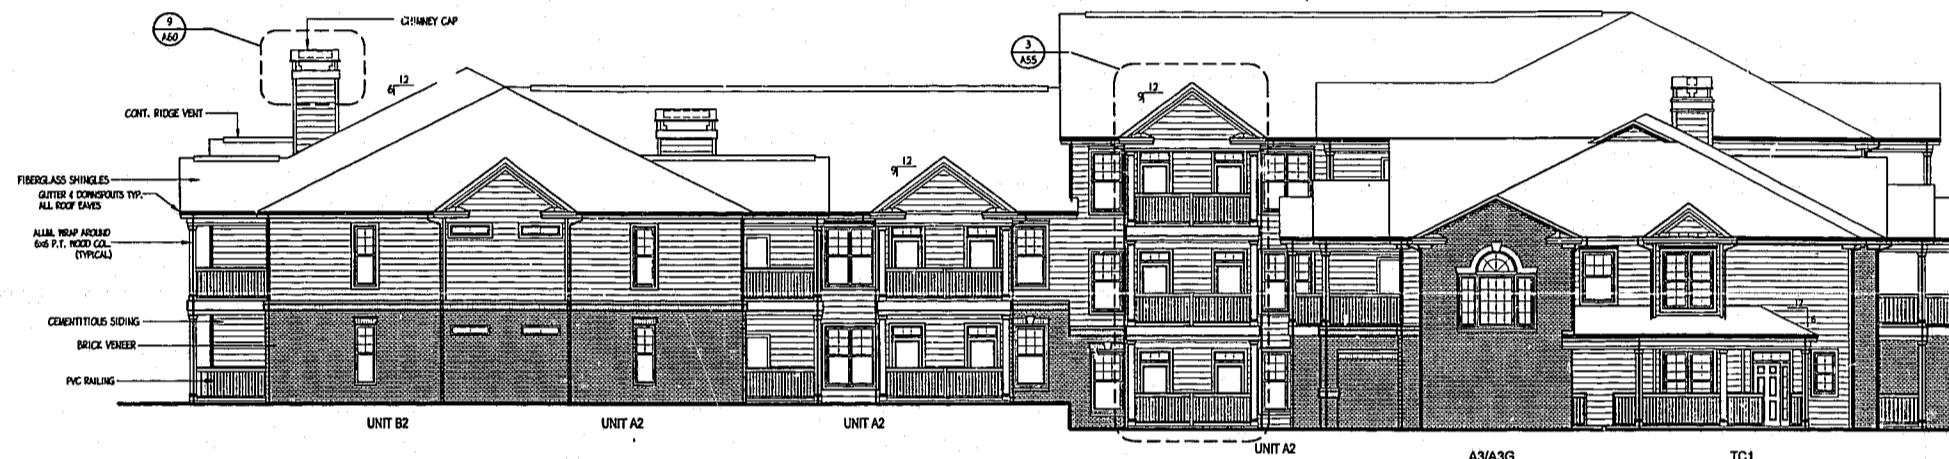 9
A60
CHIMNEY CAP
3
A55
12
6
12
9
CONT. RIDGE VENT
12
9
FIBERGLASS SHINGLES
GUTTER & DOWNSPOUTS TYP.
ALL ROOF EAVES
ALUM. WRAP AROUND
6x6 P.T. WOOD COL.
(TYPICAL)
12
6
CEMENTITIOUS SIDING
BRICK VENEER
PVC RAILING
UNIT B2
UNIT A2
UNIT A2
UNIT A2
A3/A3G
TC1